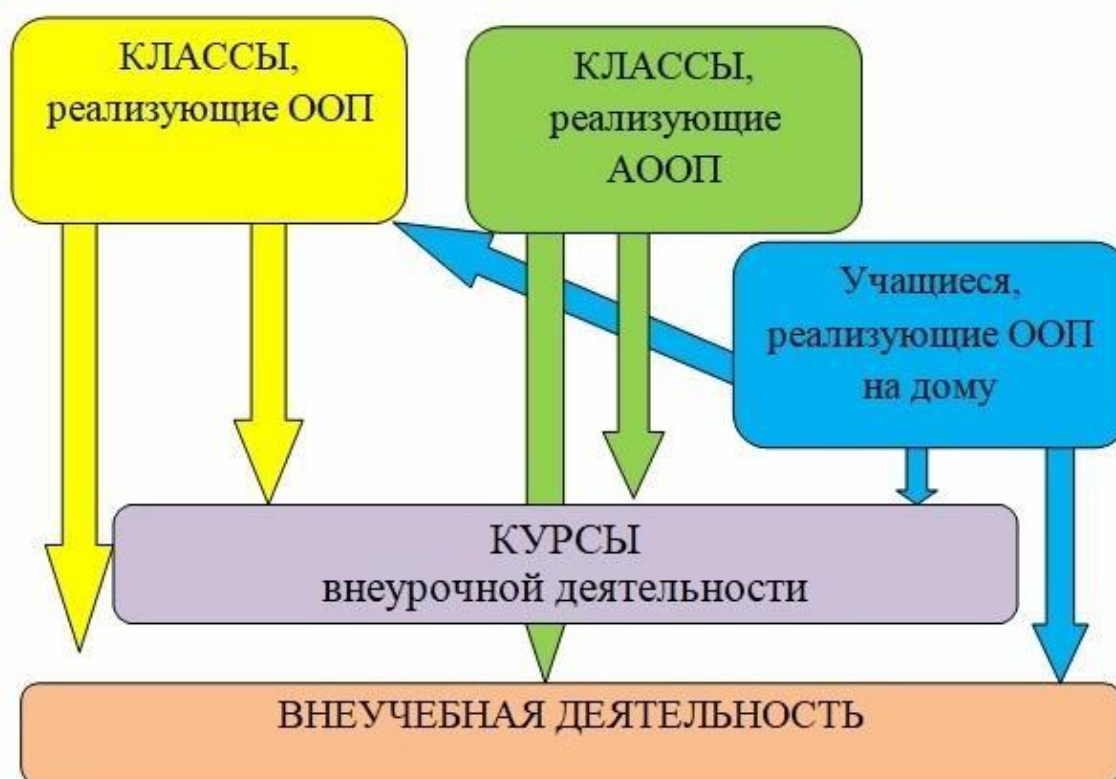 КЛАССЫ,
реализующие ООП
КЛАССЫ,
реализующие
АООП
Учащиеся,
реализующие ООП
на дому
КУРСЫ
внеурочной деятельности
ВНЕУЧЕБНАЯ ДЕЯТЕЛЬНОСТЬ